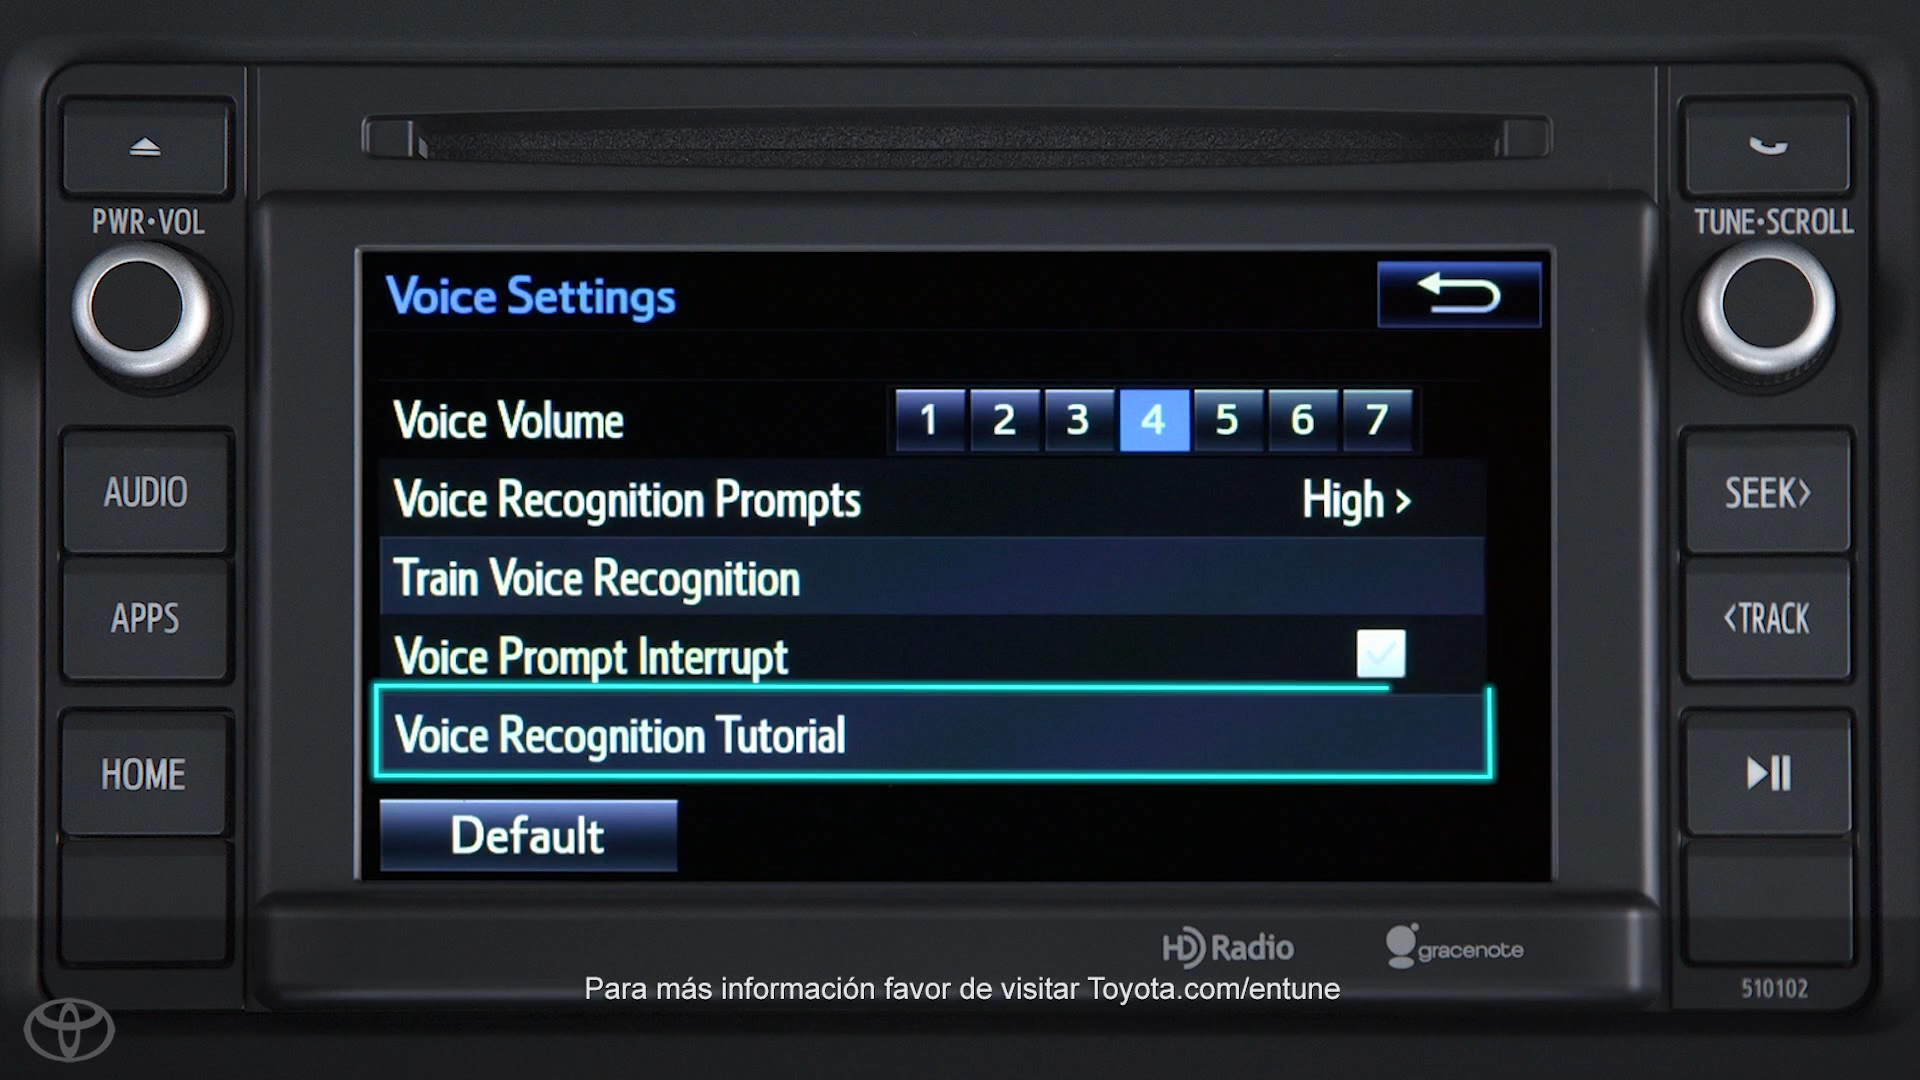 PWR•VOL
TUNE•SCROLL
Voice Settings
Voice Volume 1 2 3 4 5 6 7
Voice Recognition Prompts High >
Train Voice Recognition
Voice Prompt Interrupt
Voice Recognition Tutorial
Default
AUDIO
APPS
HOME
SEEK>
<TRACK
HD Radio
gracenote
510102
Para más información favor de visitar Toyota.com/entune